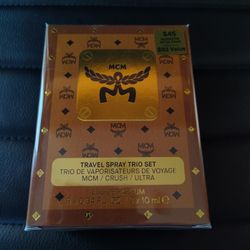 $45
$82 Value
MCM
TRAVEL SPRAY TRIO SET
TRIO DE VAPORISATEURS DE VOYAGE
MCM / CRUSH / ULTRA
10 ml